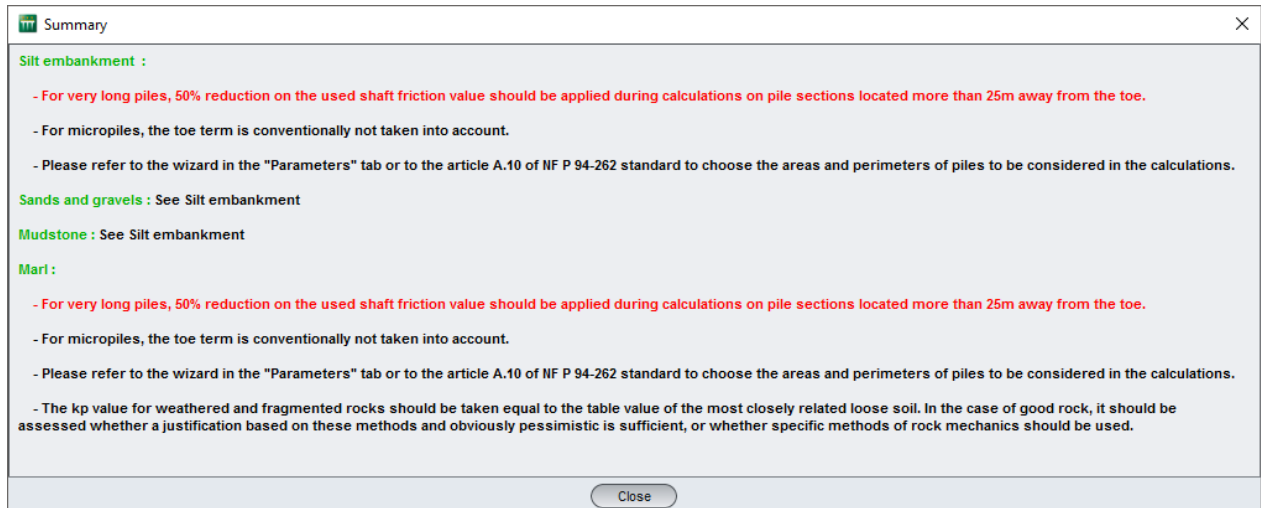 Summary
Silt embankment :
- For very long piles, 50% reduction on the used shaft friction value should be applied during calculations on pile sections located more than 25m away from the toe.
- For micropiles, the toe term is conventionally not taken into account.
- Please refer to the wizard in the "Parameters" tab or to the article A.10 of NF P 94-262 standard to choose the areas and perimeters of piles to be considered in the calculations.
Sands and gravels : See Silt embankment
Mudstone : See Silt embankment
Marl :
- For very long piles, 50% reduction on the used shaft friction value should be applied during calculations on pile sections located more than 25m away from the toe.
- For micropiles, the toe term is conventionally not taken into account.
- Please refer to the wizard in the "Parameters" tab or to the article A.10 of NF P 94-262 standard to choose the areas and perimeters of piles to be considered in the calculations.
- The kp value for weathered and fragmented rocks should be taken equal to the table value of the most closely related loose soil. In the case of good rock, it should be
assessed whether a justification based on these methods and obviously pessimistic is sufficient, or whether specific methods of rock mechanics should be used.
Close